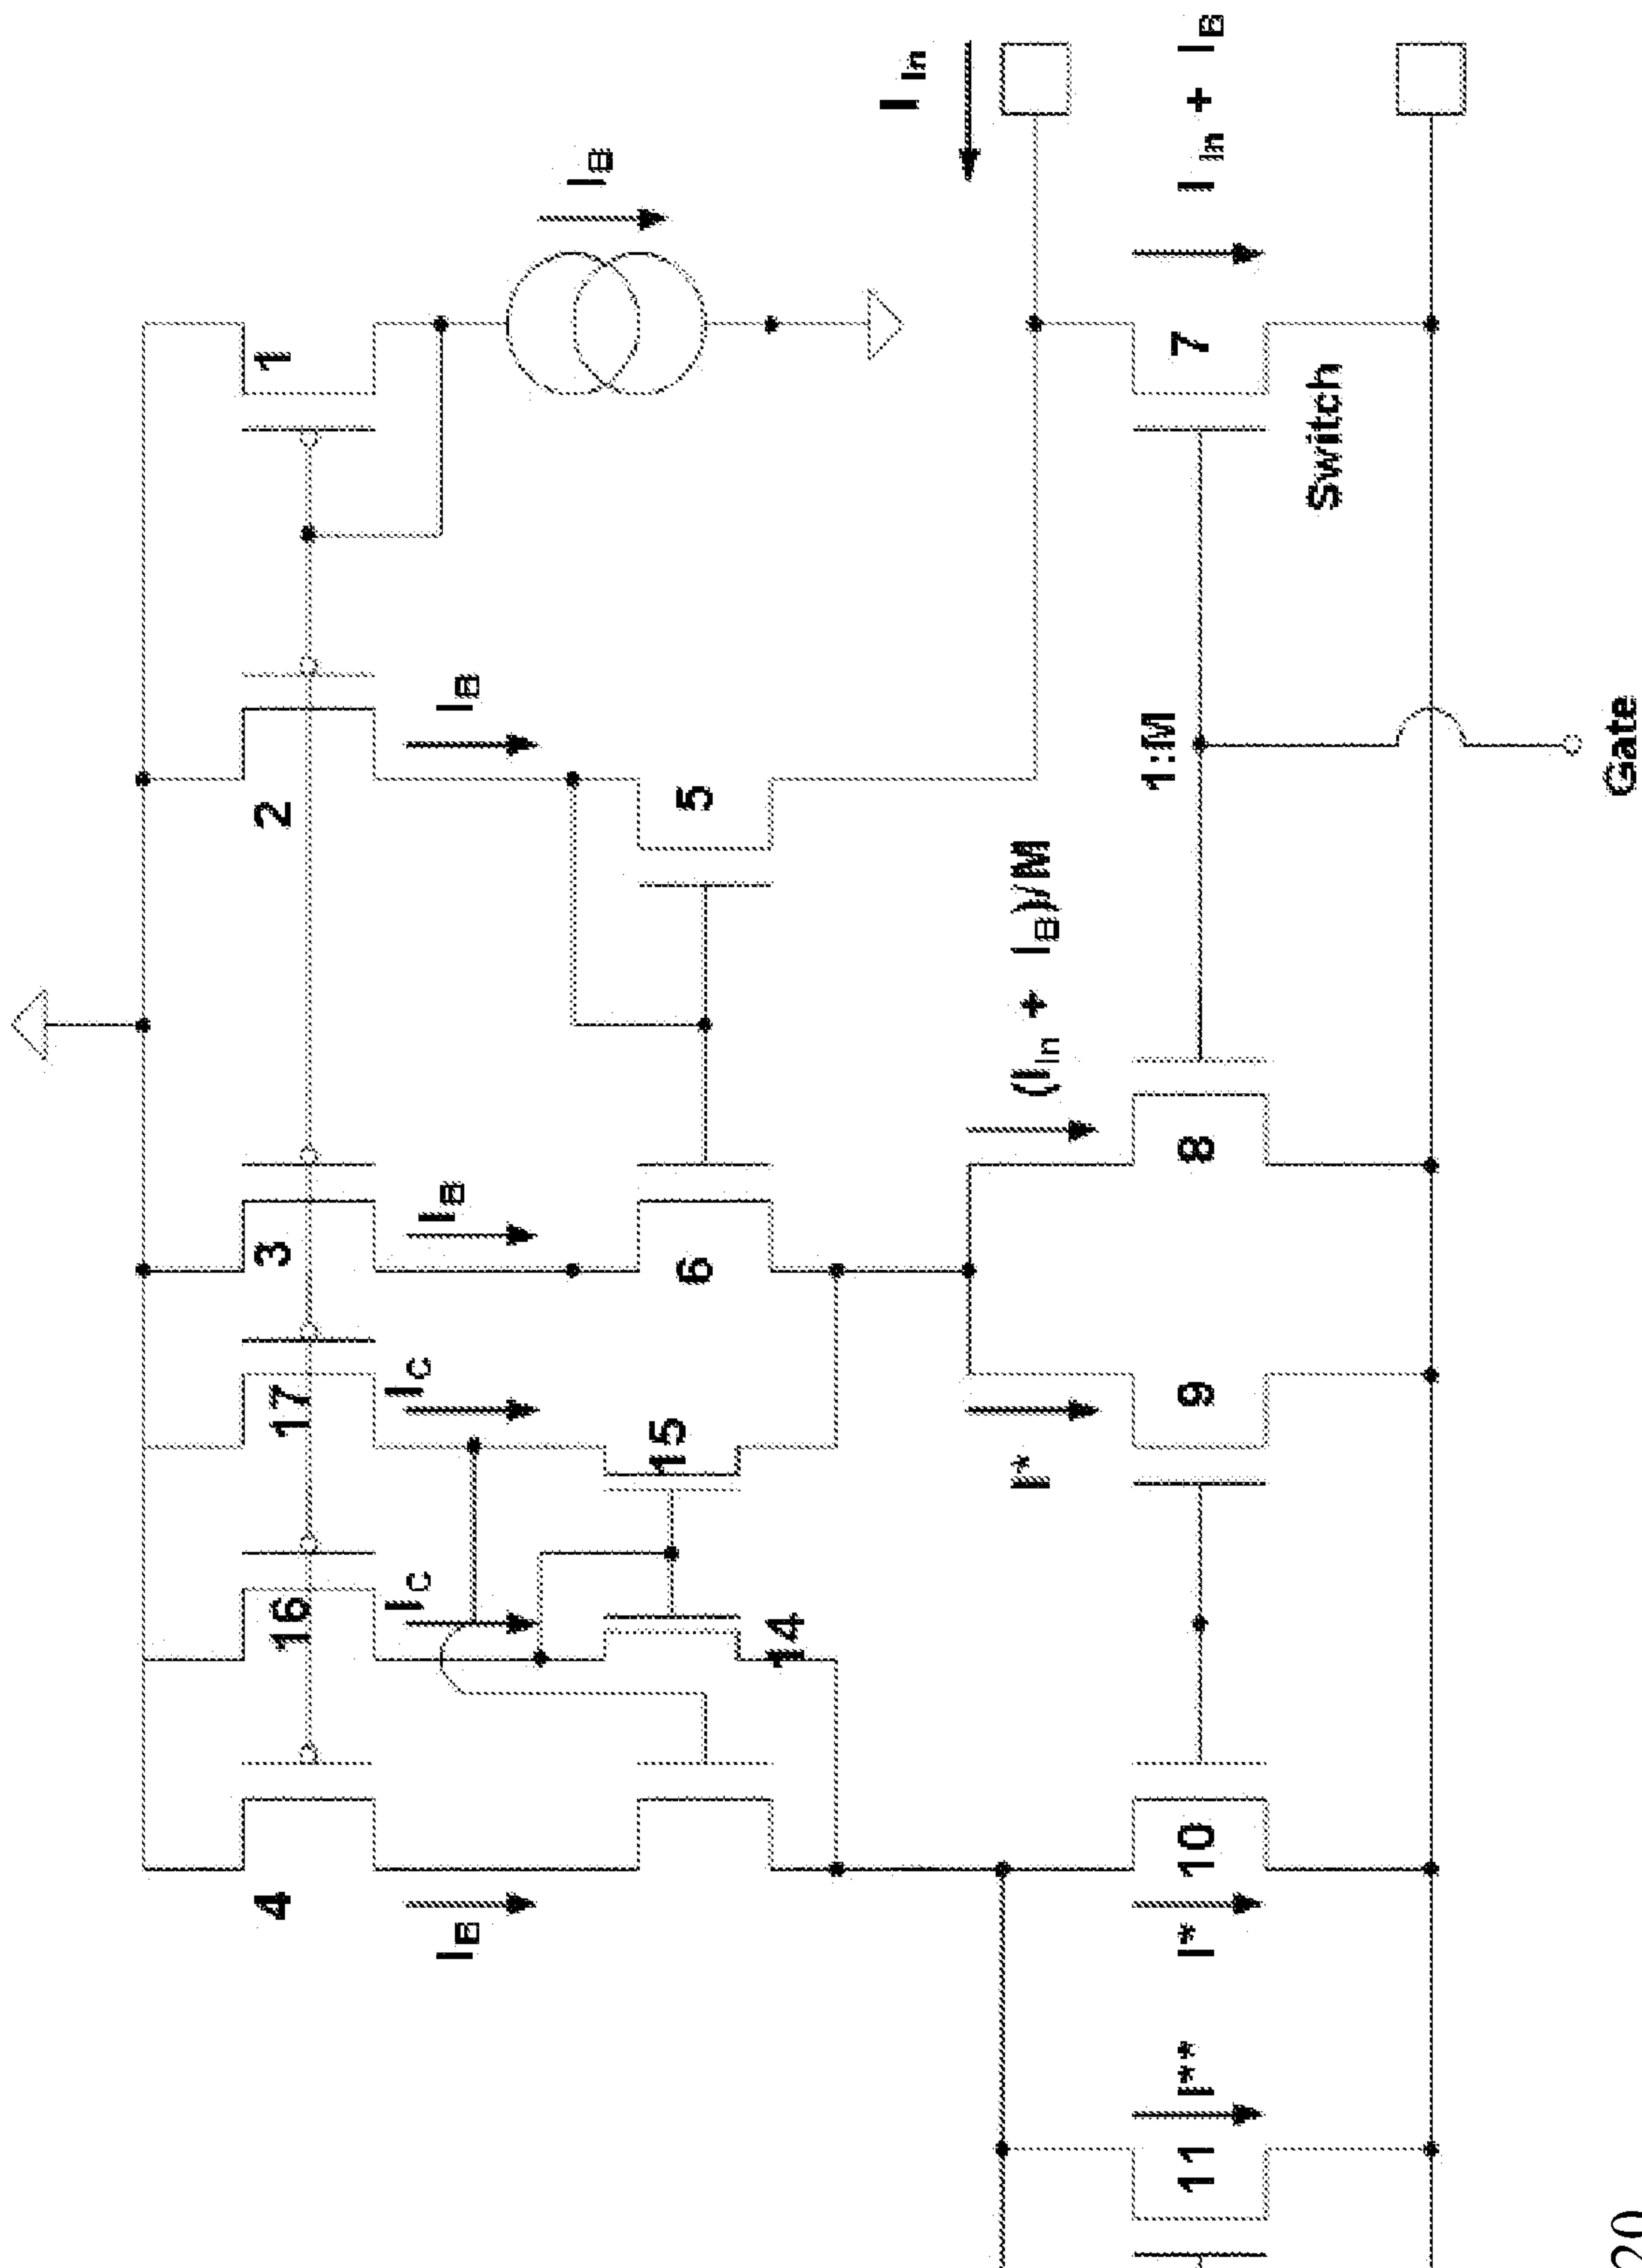 I_In
I_B
I_In + I_B
1
7
Switch
I_B
2
5
1:M
Gate
(I_In + I_B)/M
I_B
3
6
8
I_C
17
15
I*
9
I_C
16
14
4
I_B
10
I*
I**
11
20